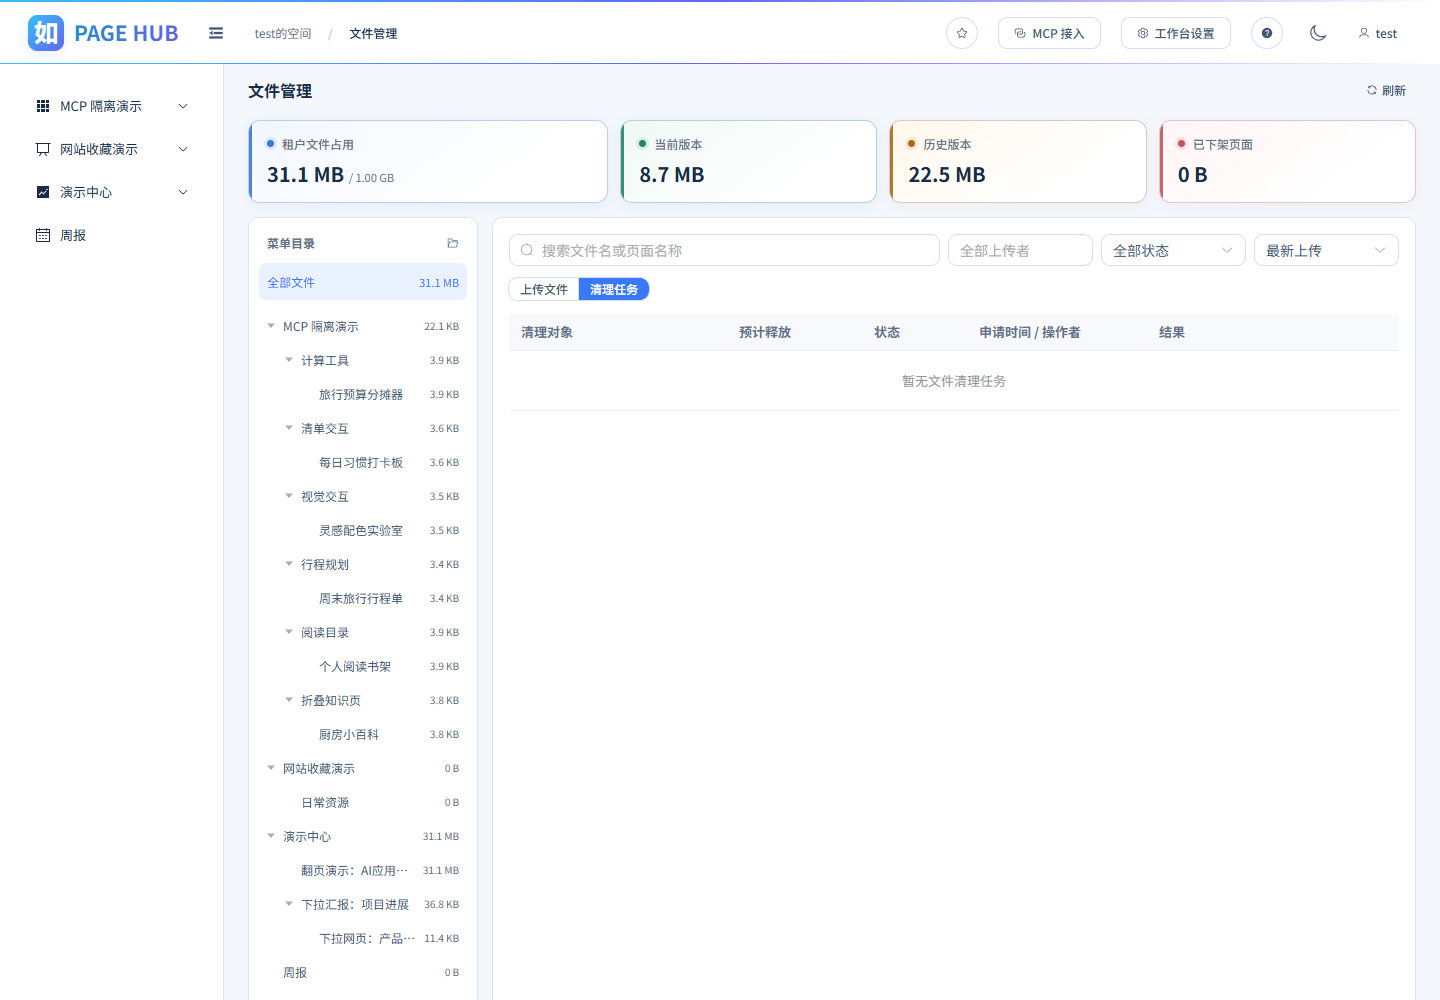 如 PAGE HUB
test的空间 / 文件管理
MCP 接入
工作台设置
test
MCP 隔离演示
网站收藏演示
演示中心
周报
文件管理
刷新
租户文件占用
31.1 MB / 1.00 GB
当前版本
8.7 MB
历史版本
22.5 MB
已下架页面
0 B
菜单目录
全部文件 31.1 MB
MCP 隔离演示 22.1 KB
计算工具 3.9 KB
旅行预算分摊器 3.9 KB
清单交互 3.6 KB
每日习惯打卡板 3.6 KB
视觉交互 3.5 KB
灵感配色实验室 3.5 KB
行程规划 3.4 KB
周末旅行行程单 3.4 KB
阅读目录 3.9 KB
个人阅读书架 3.9 KB
折叠知识页 3.8 KB
厨房小百科 3.8 KB
网站收藏演示 0 B
日常资源 0 B
演示中心 31.1 MB
翻页演示：AI应用… 31.1 MB
下拉汇报：项目进展 36.8 KB
下拉网页：产品… 11.4 KB
周报 0 B
搜索文件名或页面名称
全部上传者
全部状态
最新上传
上传文件
清理任务
清理对象 预计释放 状态 申请时间 / 操作者 结果
暂无文件清理任务